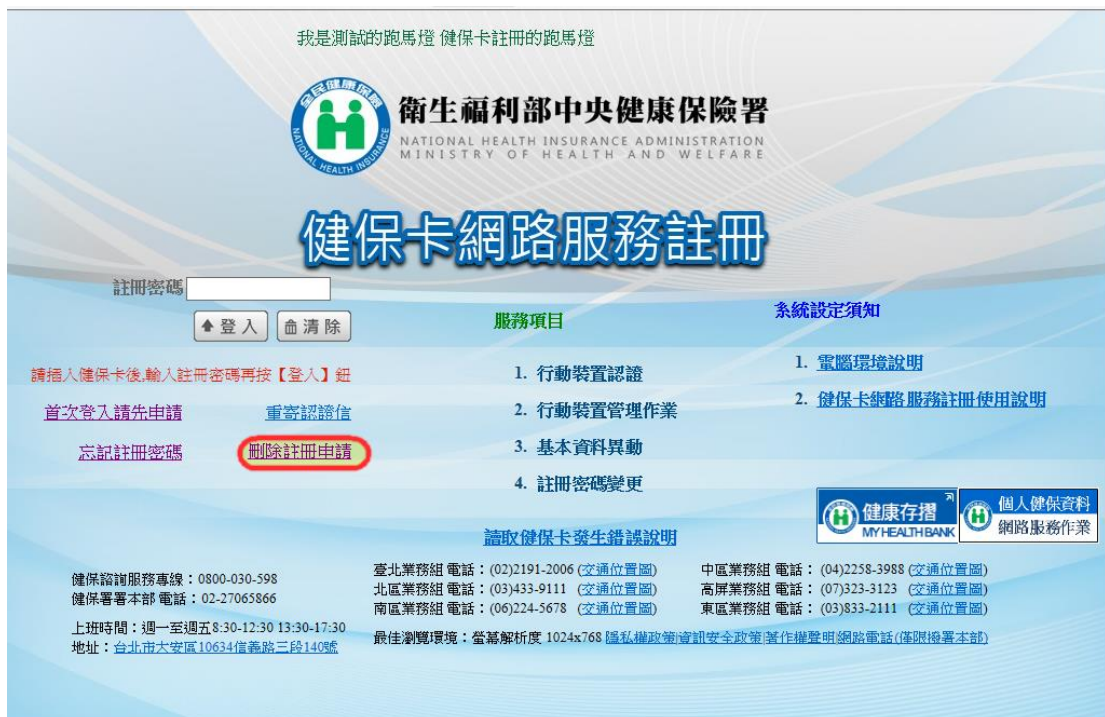 我是測試的跑馬燈 健保卡註冊的跑馬燈
全民健康保險
NATIONAL HEALTH INSURANCE
衛生福利部中央健康保險署
NATIONAL HEALTH INSURANCE ADMINISTRATION
MINISTRY OF HEALTH AND WELFARE
健保卡網路服務註冊
註冊密碼
登入 清除
請插入健保卡後,輸入註冊密碼再按【登入】鈕
首次登入請先申請 重寄認證信
忘記註冊密碼 刪除註冊申請
服務項目
1. 行動裝置認證
2. 行動裝置管理作業
3. 基本資料異動
4. 註冊密碼變更
系統設定須知
1. 電腦環境說明
2. 健保卡網路服務註冊使用說明
健康存摺
MY HEALTH BANK
個人健保資料
網路服務作業
讀取健保卡發生錯誤說明
健保諮詢服務專線:0800-030-598
健保署署本部 電話:02-27065866
上班時間:週一至週五8:30-12:30 13:30-17:30
地址:台北市大安區10634信義路三段140號
臺北業務組 電話: (02)2191-2006 (交通位置圖) 中區業務組 電話: (04)2258-3988 (交通位置圖)
北區業務組 電話: (03)433-9111 (交通位置圖) 高屏業務組 電話: (07)323-3123 (交通位置圖)
南區業務組 電話: (06)224-5678 (交通位置圖) 東區業務組 電話: (03)833-2111 (交通位置圖)
最佳瀏覽環境:螢幕解析度 1024x768 隱私權政策|資訊安全政策|著作權聲明|網路電話(僅限撥署本部)